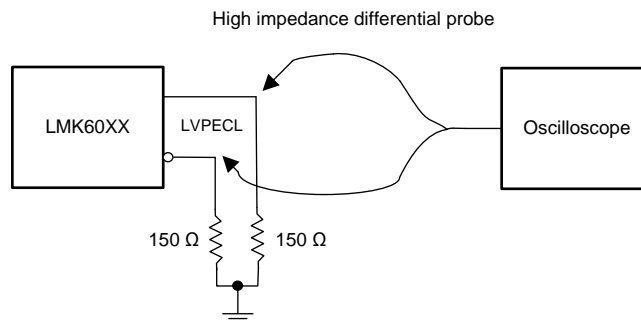 High impedance differential probe
LMK60XX
LVPECL
Oscilloscope
150 Ω
150 Ω